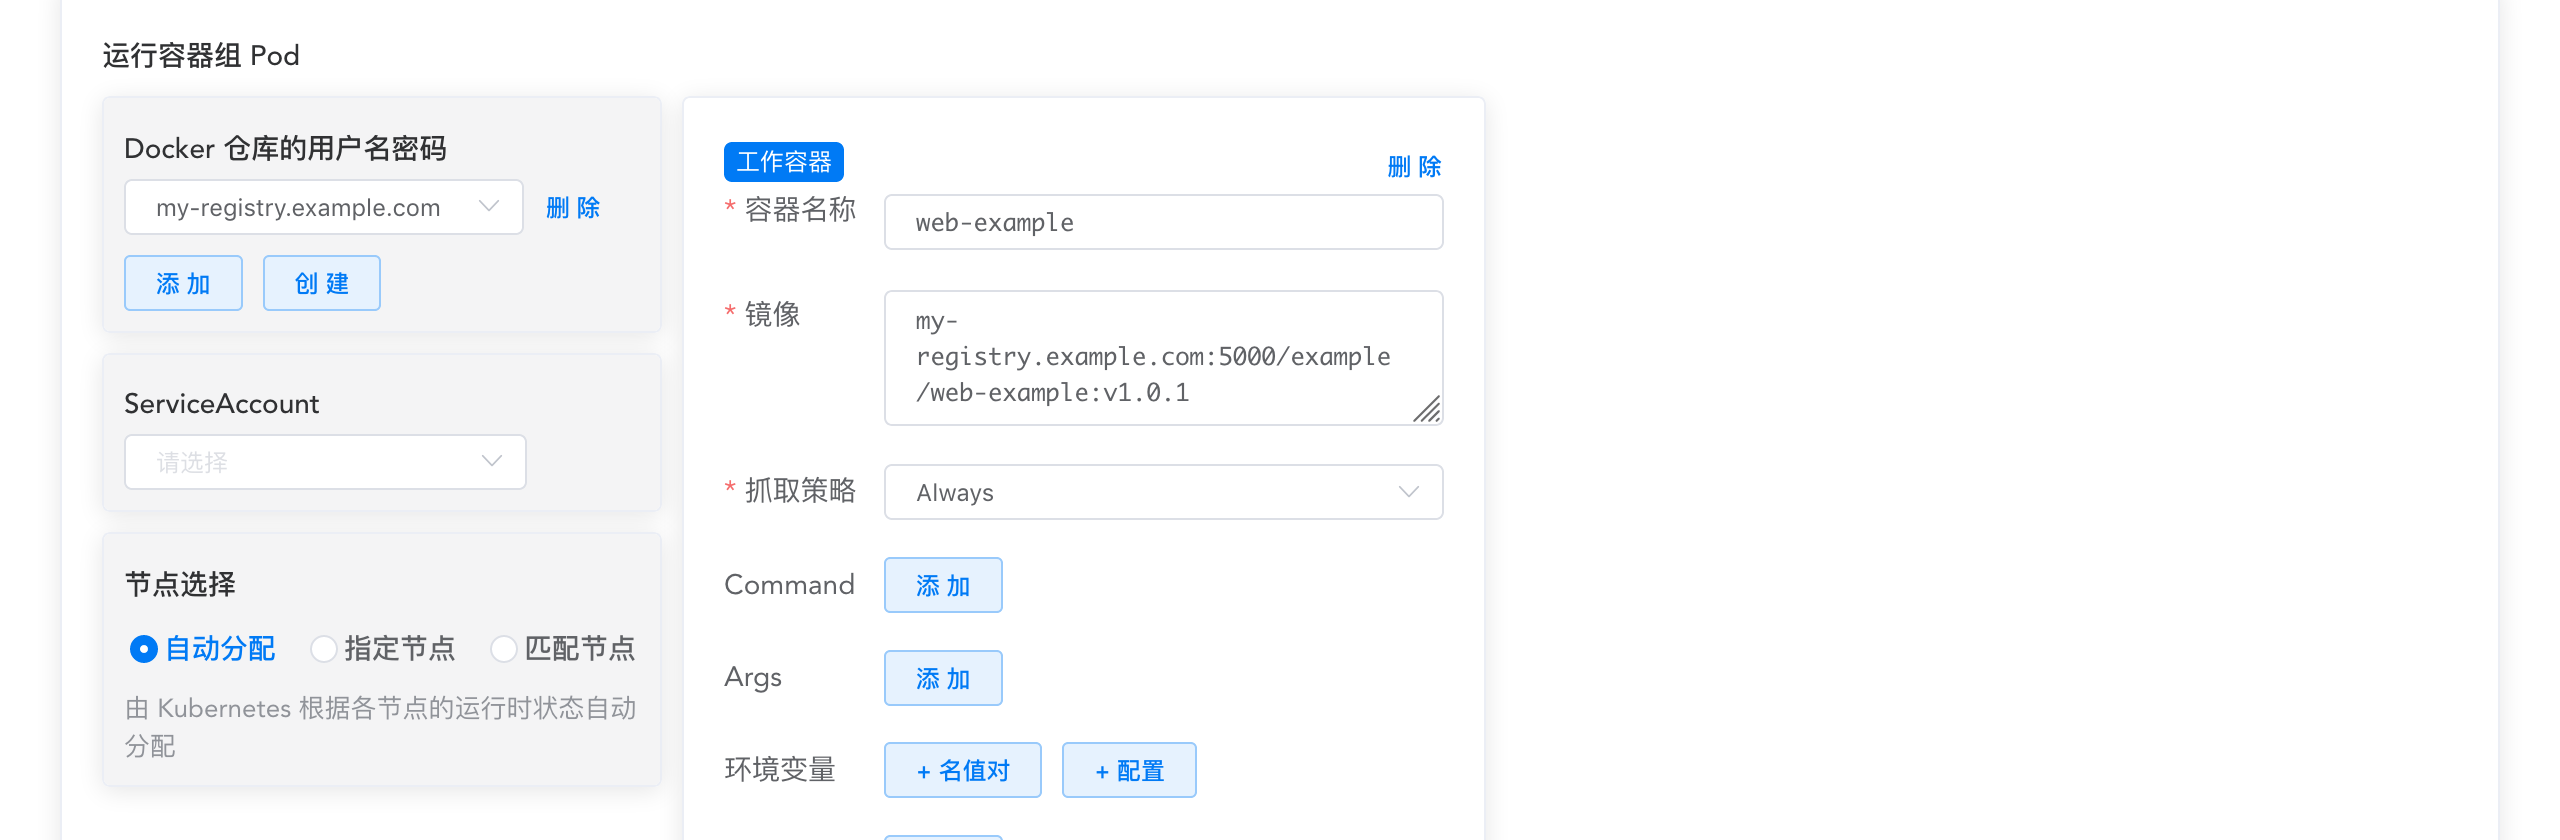 运行容器组 Pod
Docker 仓库的用户名密码
my-registry.example.com
删 除
添 加
创 建
ServiceAccount
请选择
节点选择
自动分配
指定节点
匹配节点
由 Kubernetes 根据各节点的运行时状态自动
分配
工作容器
删 除
* 容器名称
web-example
* 镜像
my-
registry.example.com:5000/example
/web-example:v1.0.1
* 抓取策略
Always
Command
添 加
Args
添 加
环境变量
+ 名值对
+ 配置